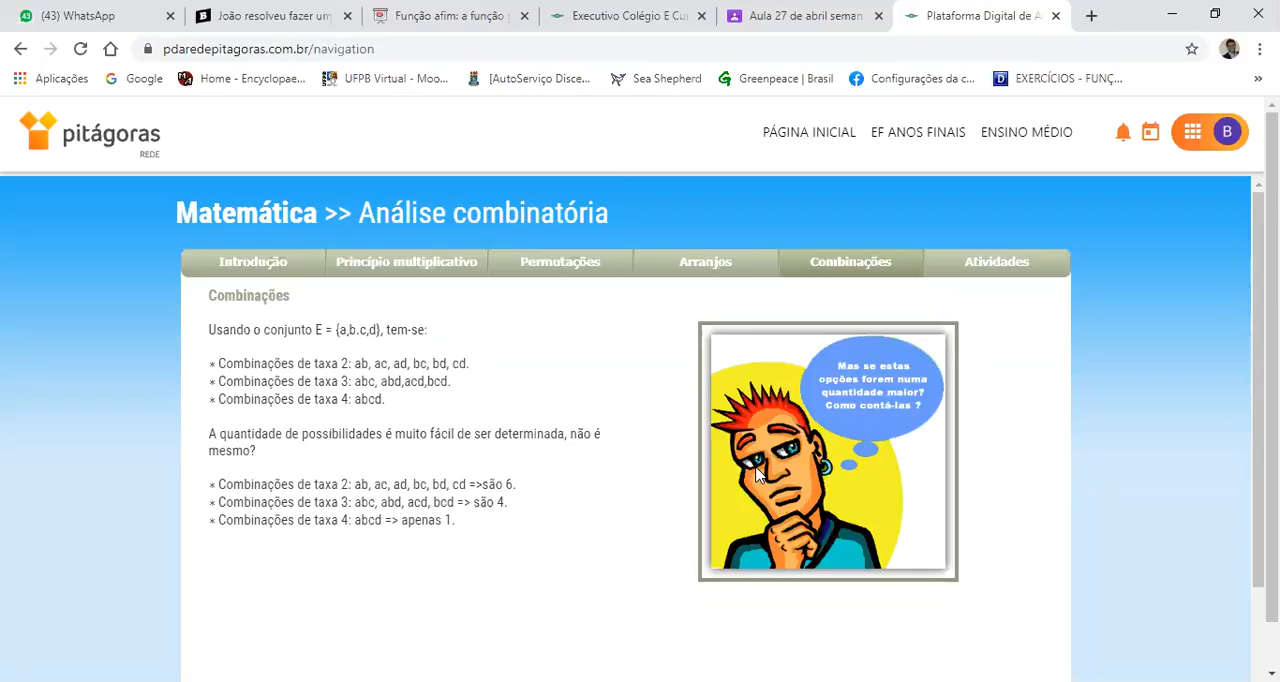 (43) WhatsApp
João resolveu fazer um
Função afim: a função
Executivo Colégio E Cu
Aula 27 de abril seman
Plataforma Digital de A
pdaredepitagoras.com.br/navigation
Aplicações
Google
Home - Encyclopae...
UFPB Virtual - Moo...
[AutoServiço Disce...
Sea Shepherd
Greenpeace | Brasil
Configurações da c...
EXERCÍCIOS - FUNÇ...
»
pitágoras
REDE
PÁGINA INICIAL
EF ANOS FINAIS
ENSINO MÉDIO
B
Matemática >> Análise combinatória
Introdução
Princípio multiplicativo
Permutações
Arranjos
Combinações
Atividades
Combinações
Usando o conjunto E = {a,b.c,d}, tem-se:
* Combinações de taxa 2: ab, ac, ad, bc, bd, cd.
* Combinações de taxa 3: abc, abd,acd,bcd.
* Combinações de taxa 4: abcd.
A quantidade de possibilidades é muito fácil de ser determinada, não é
mesmo?
* Combinações de taxa 2: ab, ac, ad, bc, bd, cd =>são 6.
* Combinações de taxa 3: abc, abd, acd, bcd => são 4.
* Combinações de taxa 4: abcd => apenas 1.
Mas se estas
opções forem numa
quantidade maior?
Como contá-las ?